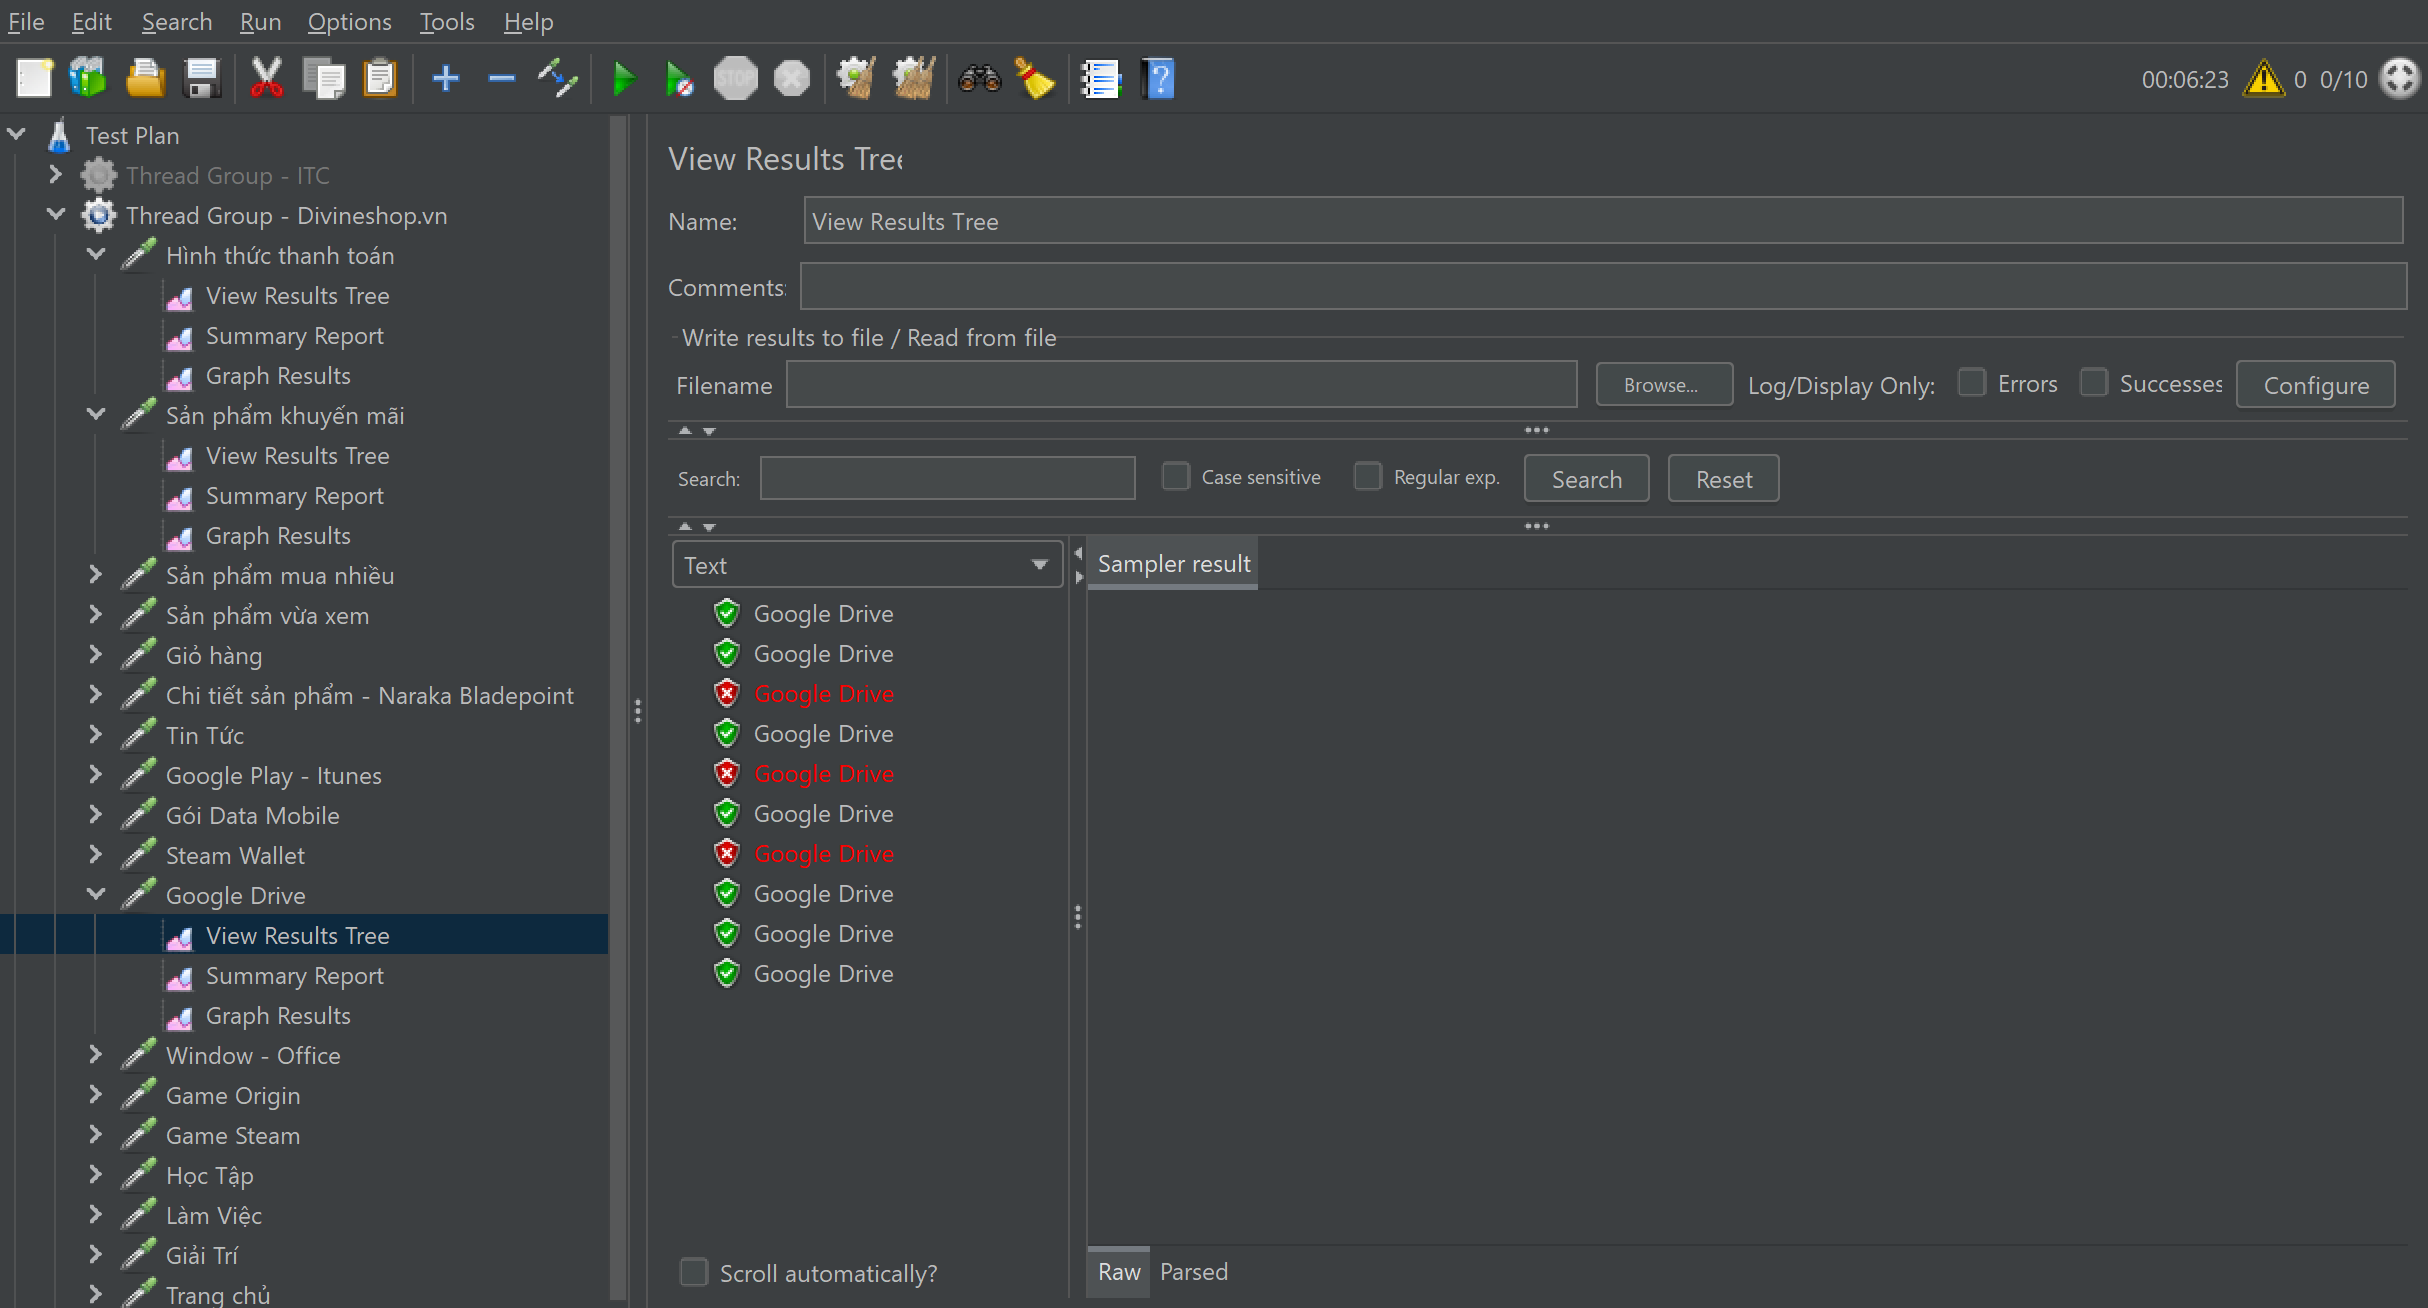 File Edit Search Run Options Tools Help
STOP
00:06:23 0 0/10
Test Plan
Thread Group - ITC
Thread Group - Divineshop.vn
Hình thức thanh toán
View Results Tree
Summary Report
Graph Results
Sản phẩm khuyến mãi
View Results Tree
Summary Report
Graph Results
Sản phẩm mua nhiều
Sản phẩm vừa xem
Giỏ hàng
Chi tiết sản phẩm - Naraka Bladepoint
Tin Tức
Google Play - Itunes
Gói Data Mobile
Steam Wallet
Google Drive
View Results Tree
Summary Report
Graph Results
Window - Office
Game Origin
Game Steam
Học Tập
Làm Việc
Giải Trí
Trang chủ
View Results Tree
Name: View Results Tree
Comments:
Write results to file / Read from file
Filename Browse... Log/Display Only: Errors Successes Configure
Search: Case sensitive Regular exp. Search Reset
Text
Google Drive
Google Drive
Google Drive
Google Drive
Google Drive
Google Drive
Google Drive
Google Drive
Google Drive
Google Drive
Scroll automatically?
Sampler result
Raw Parsed